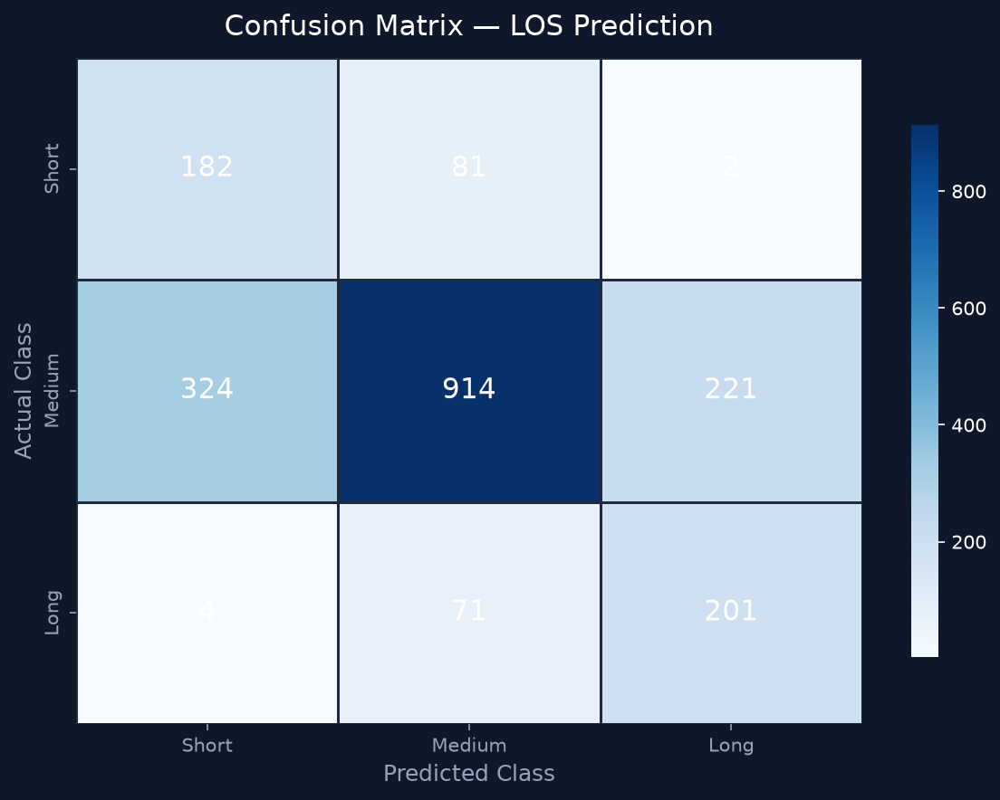 Confusion Matrix — LOS Prediction
Actual Class
Short
182 81 2
Medium
324 914 221
Long
4 71 201
Short Medium Long
Predicted Class
800
600
400
200